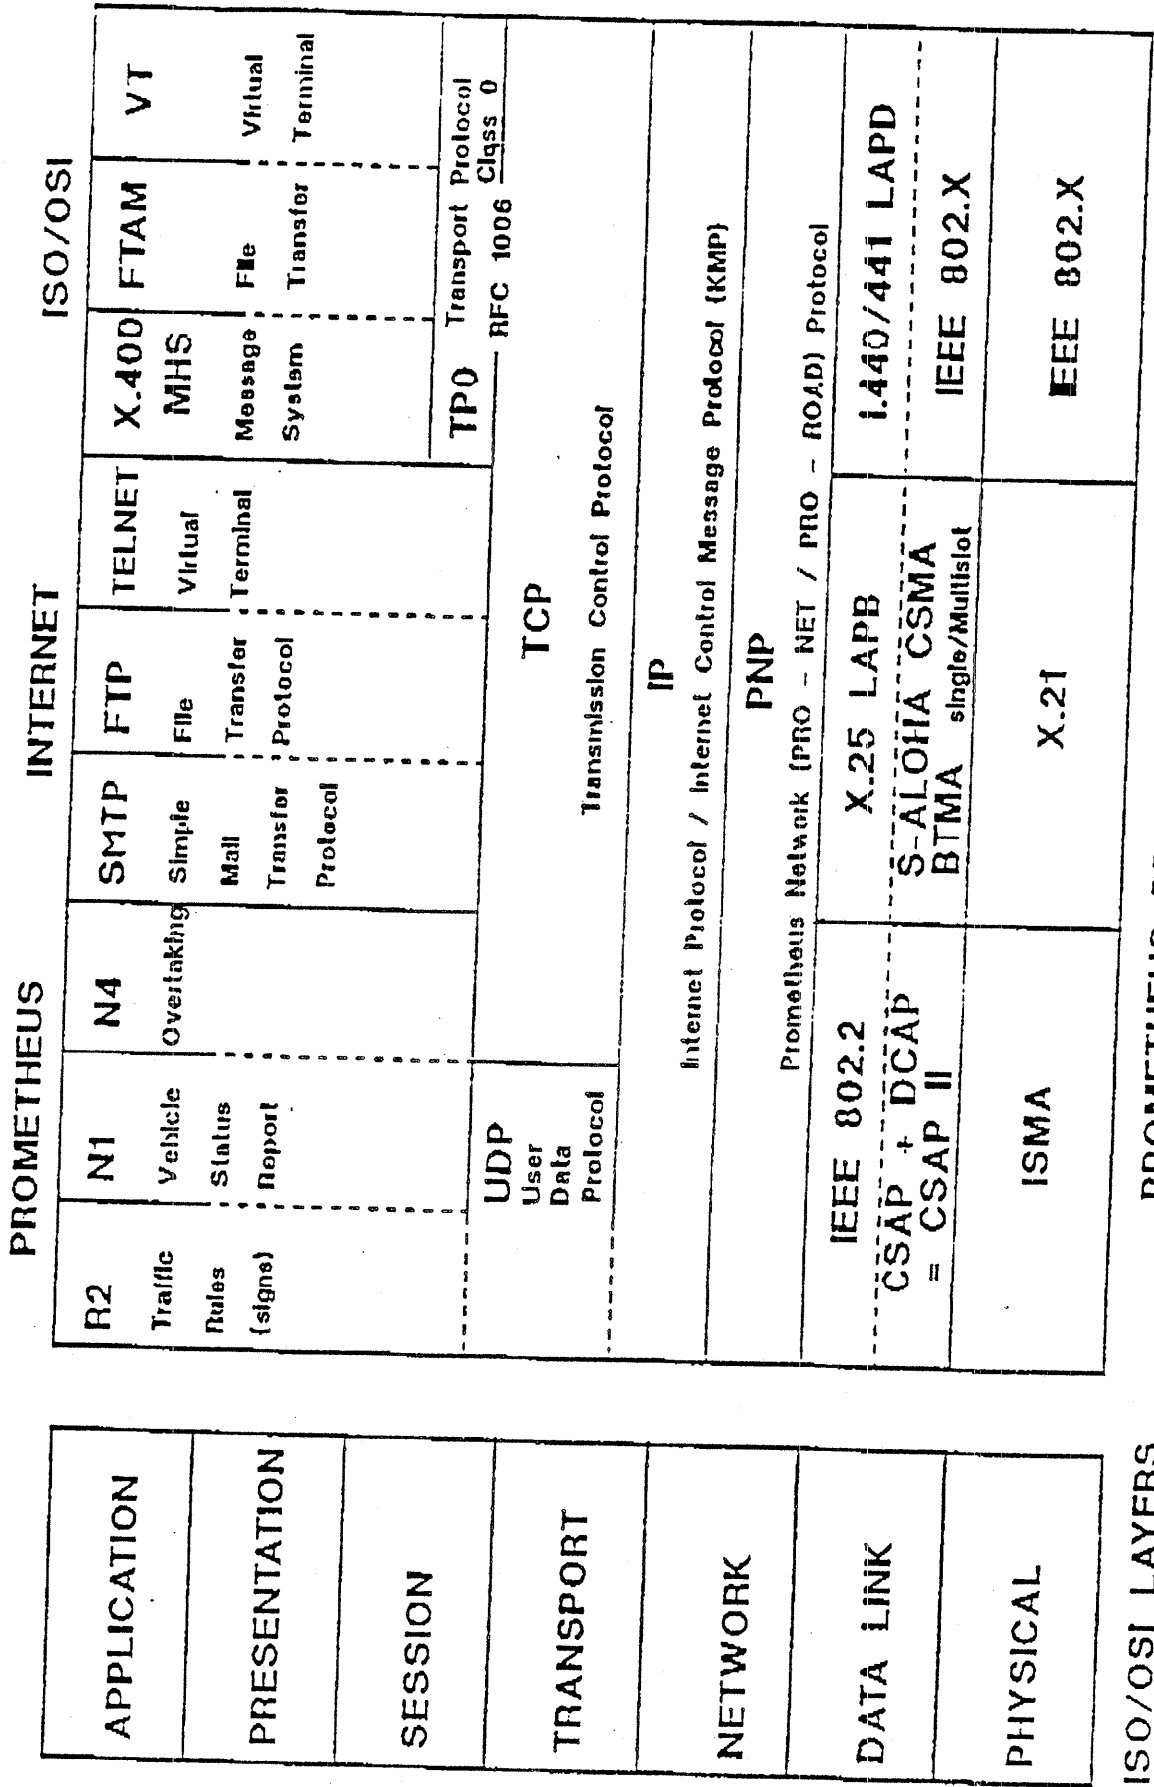 PROMETHEUS
INTERNET
ISO/OSI
APPLICATION
PRESENTATION
SESSION
TRANSPORT
NETWORK
DATA LINK
PHYSICAL
R2
Traffic
Rules
(signs)
N1
Vehicle
Status
Report
N4
Overtaking
SMTP
Simple
Mail
Transfer
Protocol
FTP
File
Transfer
Protocol
TELNET
Virtual
Terminal
X.400
MHS
Message
System
FTAM
File
Transfer
VT
Virtual
Terminal
TP0 Transport Protocol
Class 0
RFC 1006
UDP
User
Data
Protocol
TCP
Transmission Control Protocol
IP
Internet Protocol / Internet Control Message Protocol (KMP)
PNP
Prometheus Network (PRO - NET / PRO - ROAD) Protocol
IEEE 802.2
CSAP + DCAP
= CSAP II
X.25 LAPB
S-ALOHA CSMA
BTMA single/Multislot
I.440/441 LAPD
IEEE 802.X
ISMA
X.21
IEEE 802.X
ISO/OSI LAYERS
PROMETHEUS